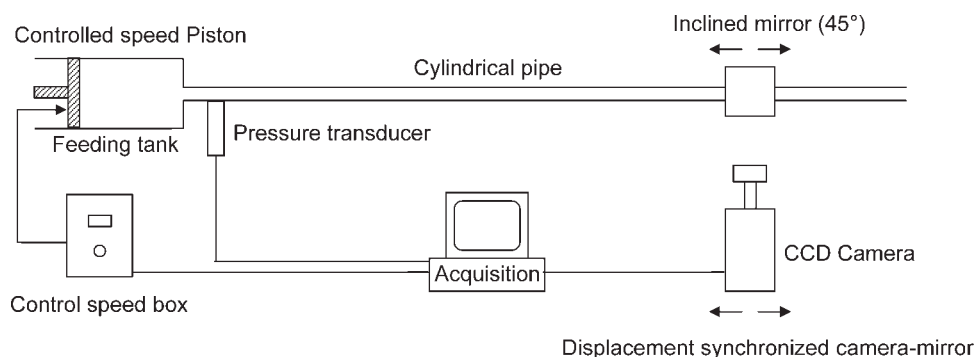 Inclined mirror (45°)
Controlled speed Piston
Cylindrical pipe
Pressure transducer
Feeding tank
CCD Camera
Acquisition
Control speed box
Displacement synchronized camera-mirror